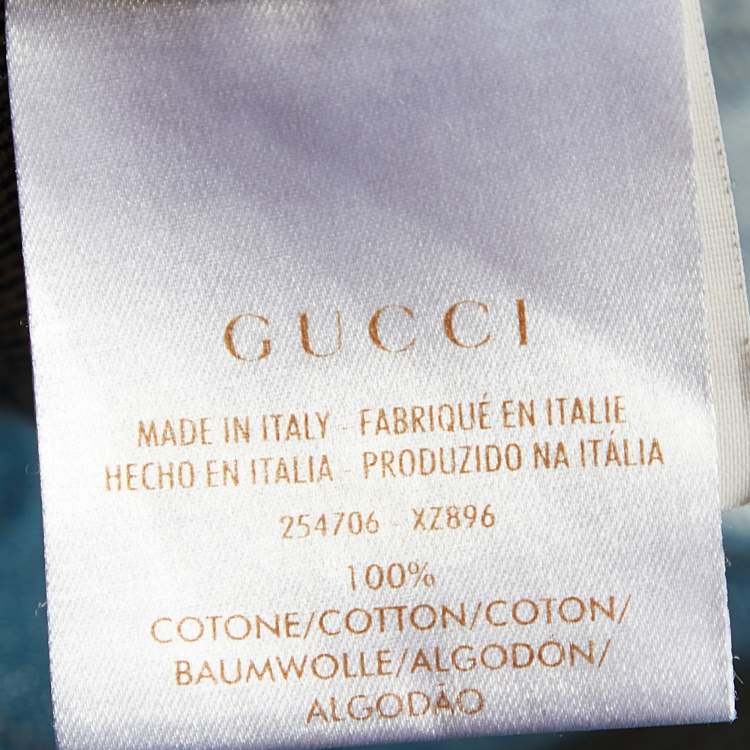 GUCCI
MADE IN ITALY - FABRIQUÉ EN ITALIE
HECHO EN ITALIA - PRODUZIDO NA ITÁLIA
254706 - XZ896
100%
COTONE/COTTON/COTON/
BAUMWOLLE/ALGODON/
ALGODÃO